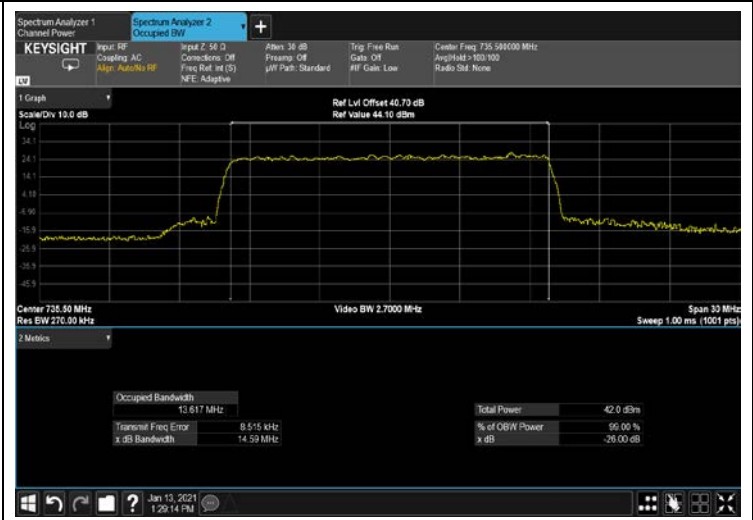 Spectrum Analyzer 1
Channel Power
Spectrum Analyzer 2
Occupied BW
+
KEYSIGHT
Input: RF
Coupling: AC
Align: Auto/No RF
Input Z: 50 Ω
Corrections: Off
Freq Ref: Int (S)
NFE: Adaptive
Atten: 30 dB
Preamp: Off
µW Path: Standard
Trig: Free Run
Gate: Off
#IF Gain: Low
Center Freq: 735.500000 MHz
Avg|Hold:>100/100
Radio Std: None
1 Graph
Scale/Div 10.0 dB
Ref Lvl Offset 40.70 dB
Ref Value 44.10 dBm
Log
34.1
24.1
14.1
4.10
-5.90
-15.9
-25.9
-35.9
-45.9
Center 735.50 MHz
Res BW 270.00 kHz
Video BW 2.7000 MHz
Span 30 MHz
Sweep 1.00 ms (1001 pts)
2 Metrics
Occupied Bandwidth
13.617 MHz
Transmit Freq Error 8.515 kHz
x dB Bandwidth 14.59 MHz
Total Power 42.0 dBm
% of OBW Power 99.00 %
x dB -26.00 dB
?
Jan 13, 2021
1:29:14 PM